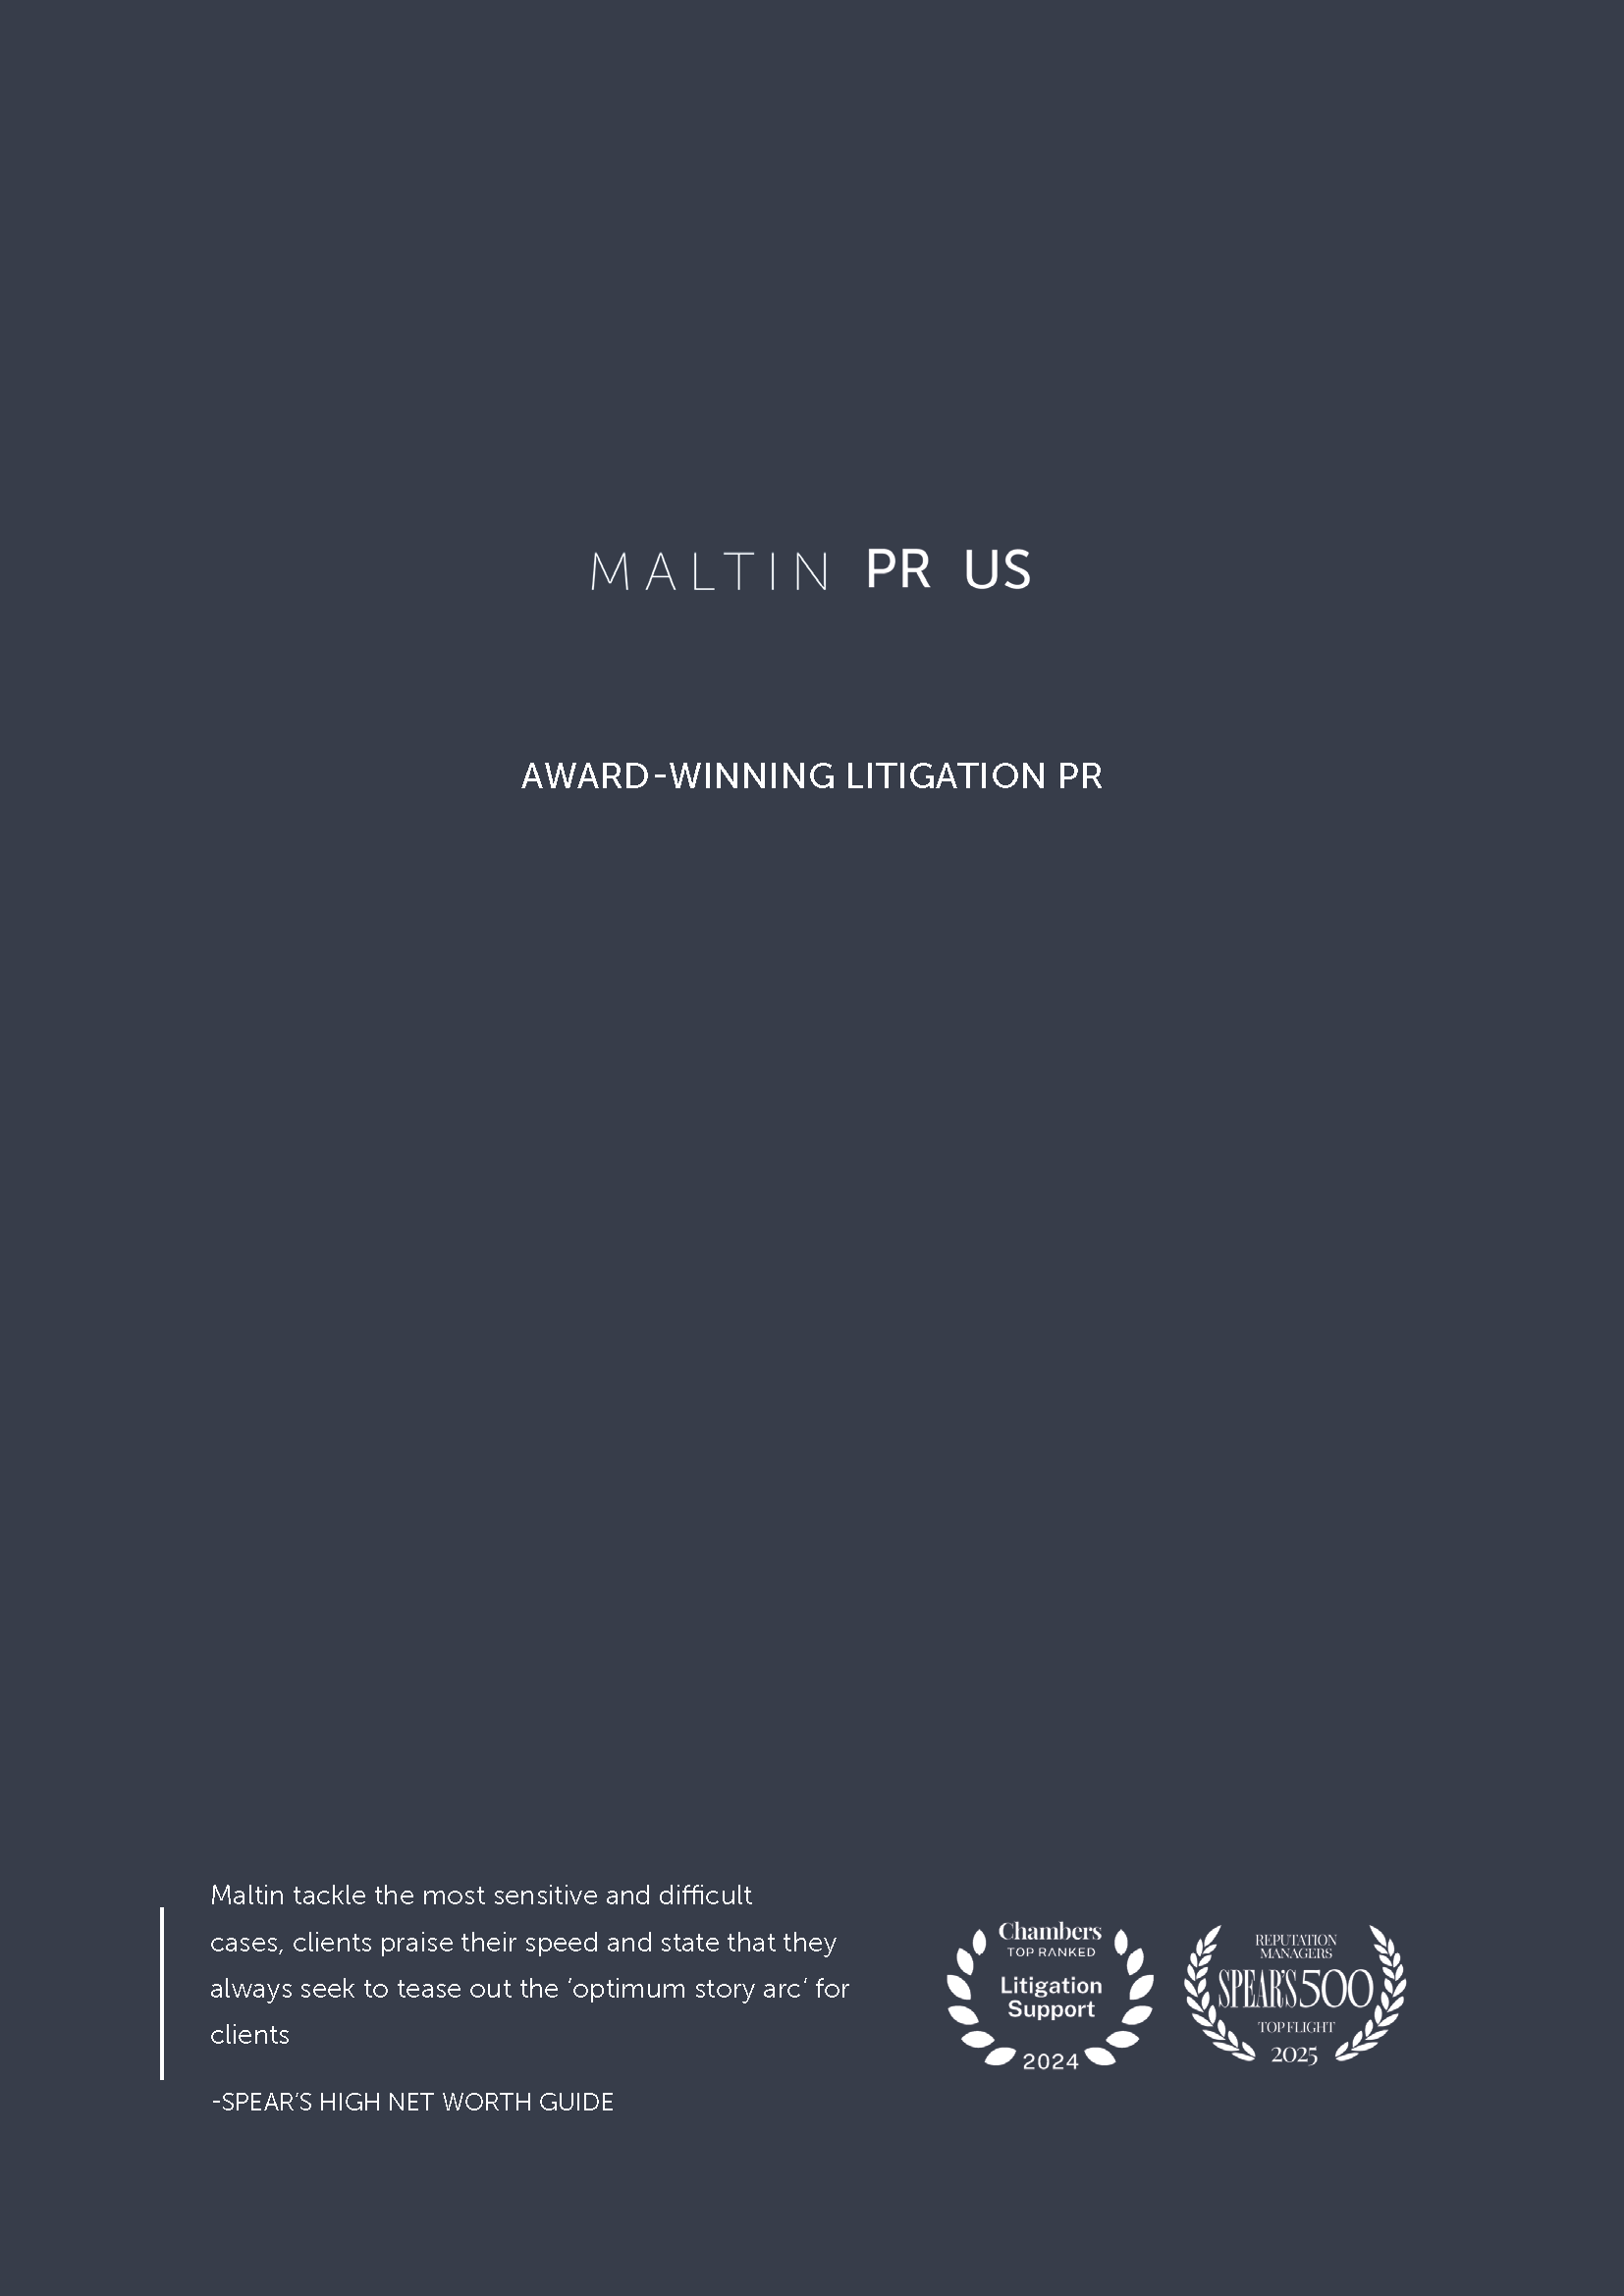 MALTIN PR US
AWARD-WINNING LITIGATION PR
Maltin tackle the most sensitive and difficult
cases, clients praise their speed and state that they
always seek to tease out the ‘optimum story arc‘ for
clients
-SPEAR’S HIGH NET WORTH GUIDE
Chambers
TOP RANKED
Litigation
Support
2024
REPUTATION
MANAGERS
SPEAR’S 500
TOP FLIGHT
2025